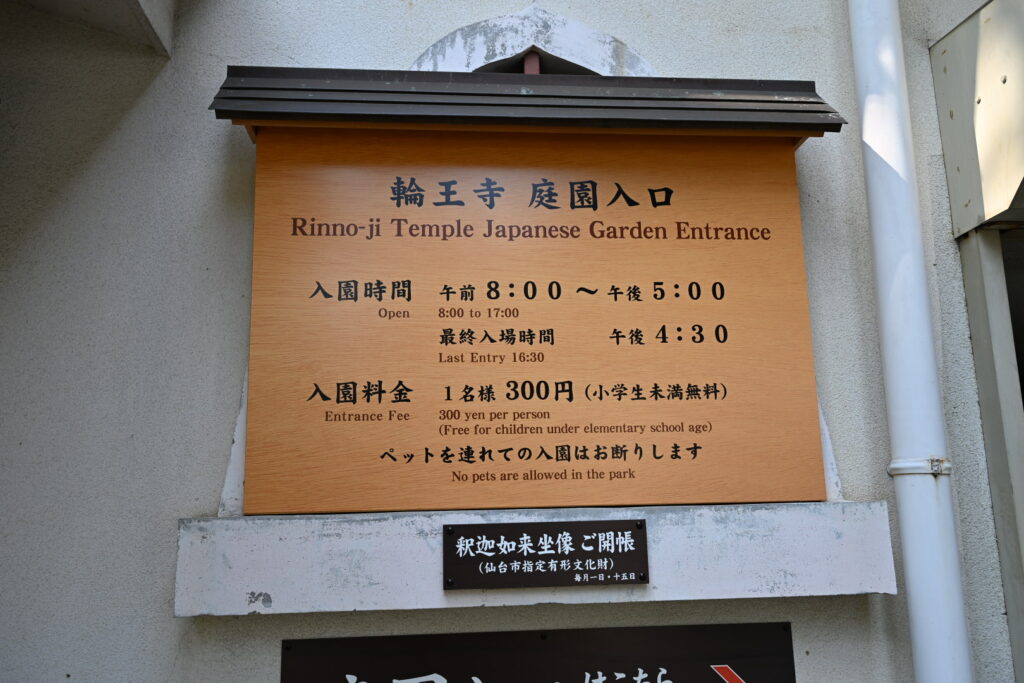 輪王寺 庭園入口
Rinno-ji Temple Japanese Garden Entrance
入園時間 午前 8:00 ～ 午後 5:00
Open 8:00 to 17:00
最終入場時間 午後 4:30
Last Entry 16:30
入園料金 1名様 300円 (小学生未満無料)
Entrance Fee 300 yen per person
(Free for children under elementary school age)
ペットを連れての入園はお断りします
No pets are allowed in the park
釈迦如来坐像 ご開帳
(仙台市指定有形文化財)
毎月一日・十五日
はこちら